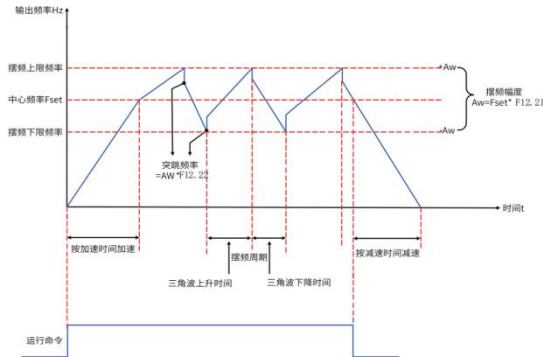 输出频率Hz
摆频上限频率
+Aw
中心频率Fset
摆频幅度
Aw=Fset* F12.21
摆频下限频率
-Aw
突跳频率
=AW*F12.22
时间t
按加速时间加速
摆频周期
按减速时间减速
三角波上升时间
三角波下降时间
运行命令